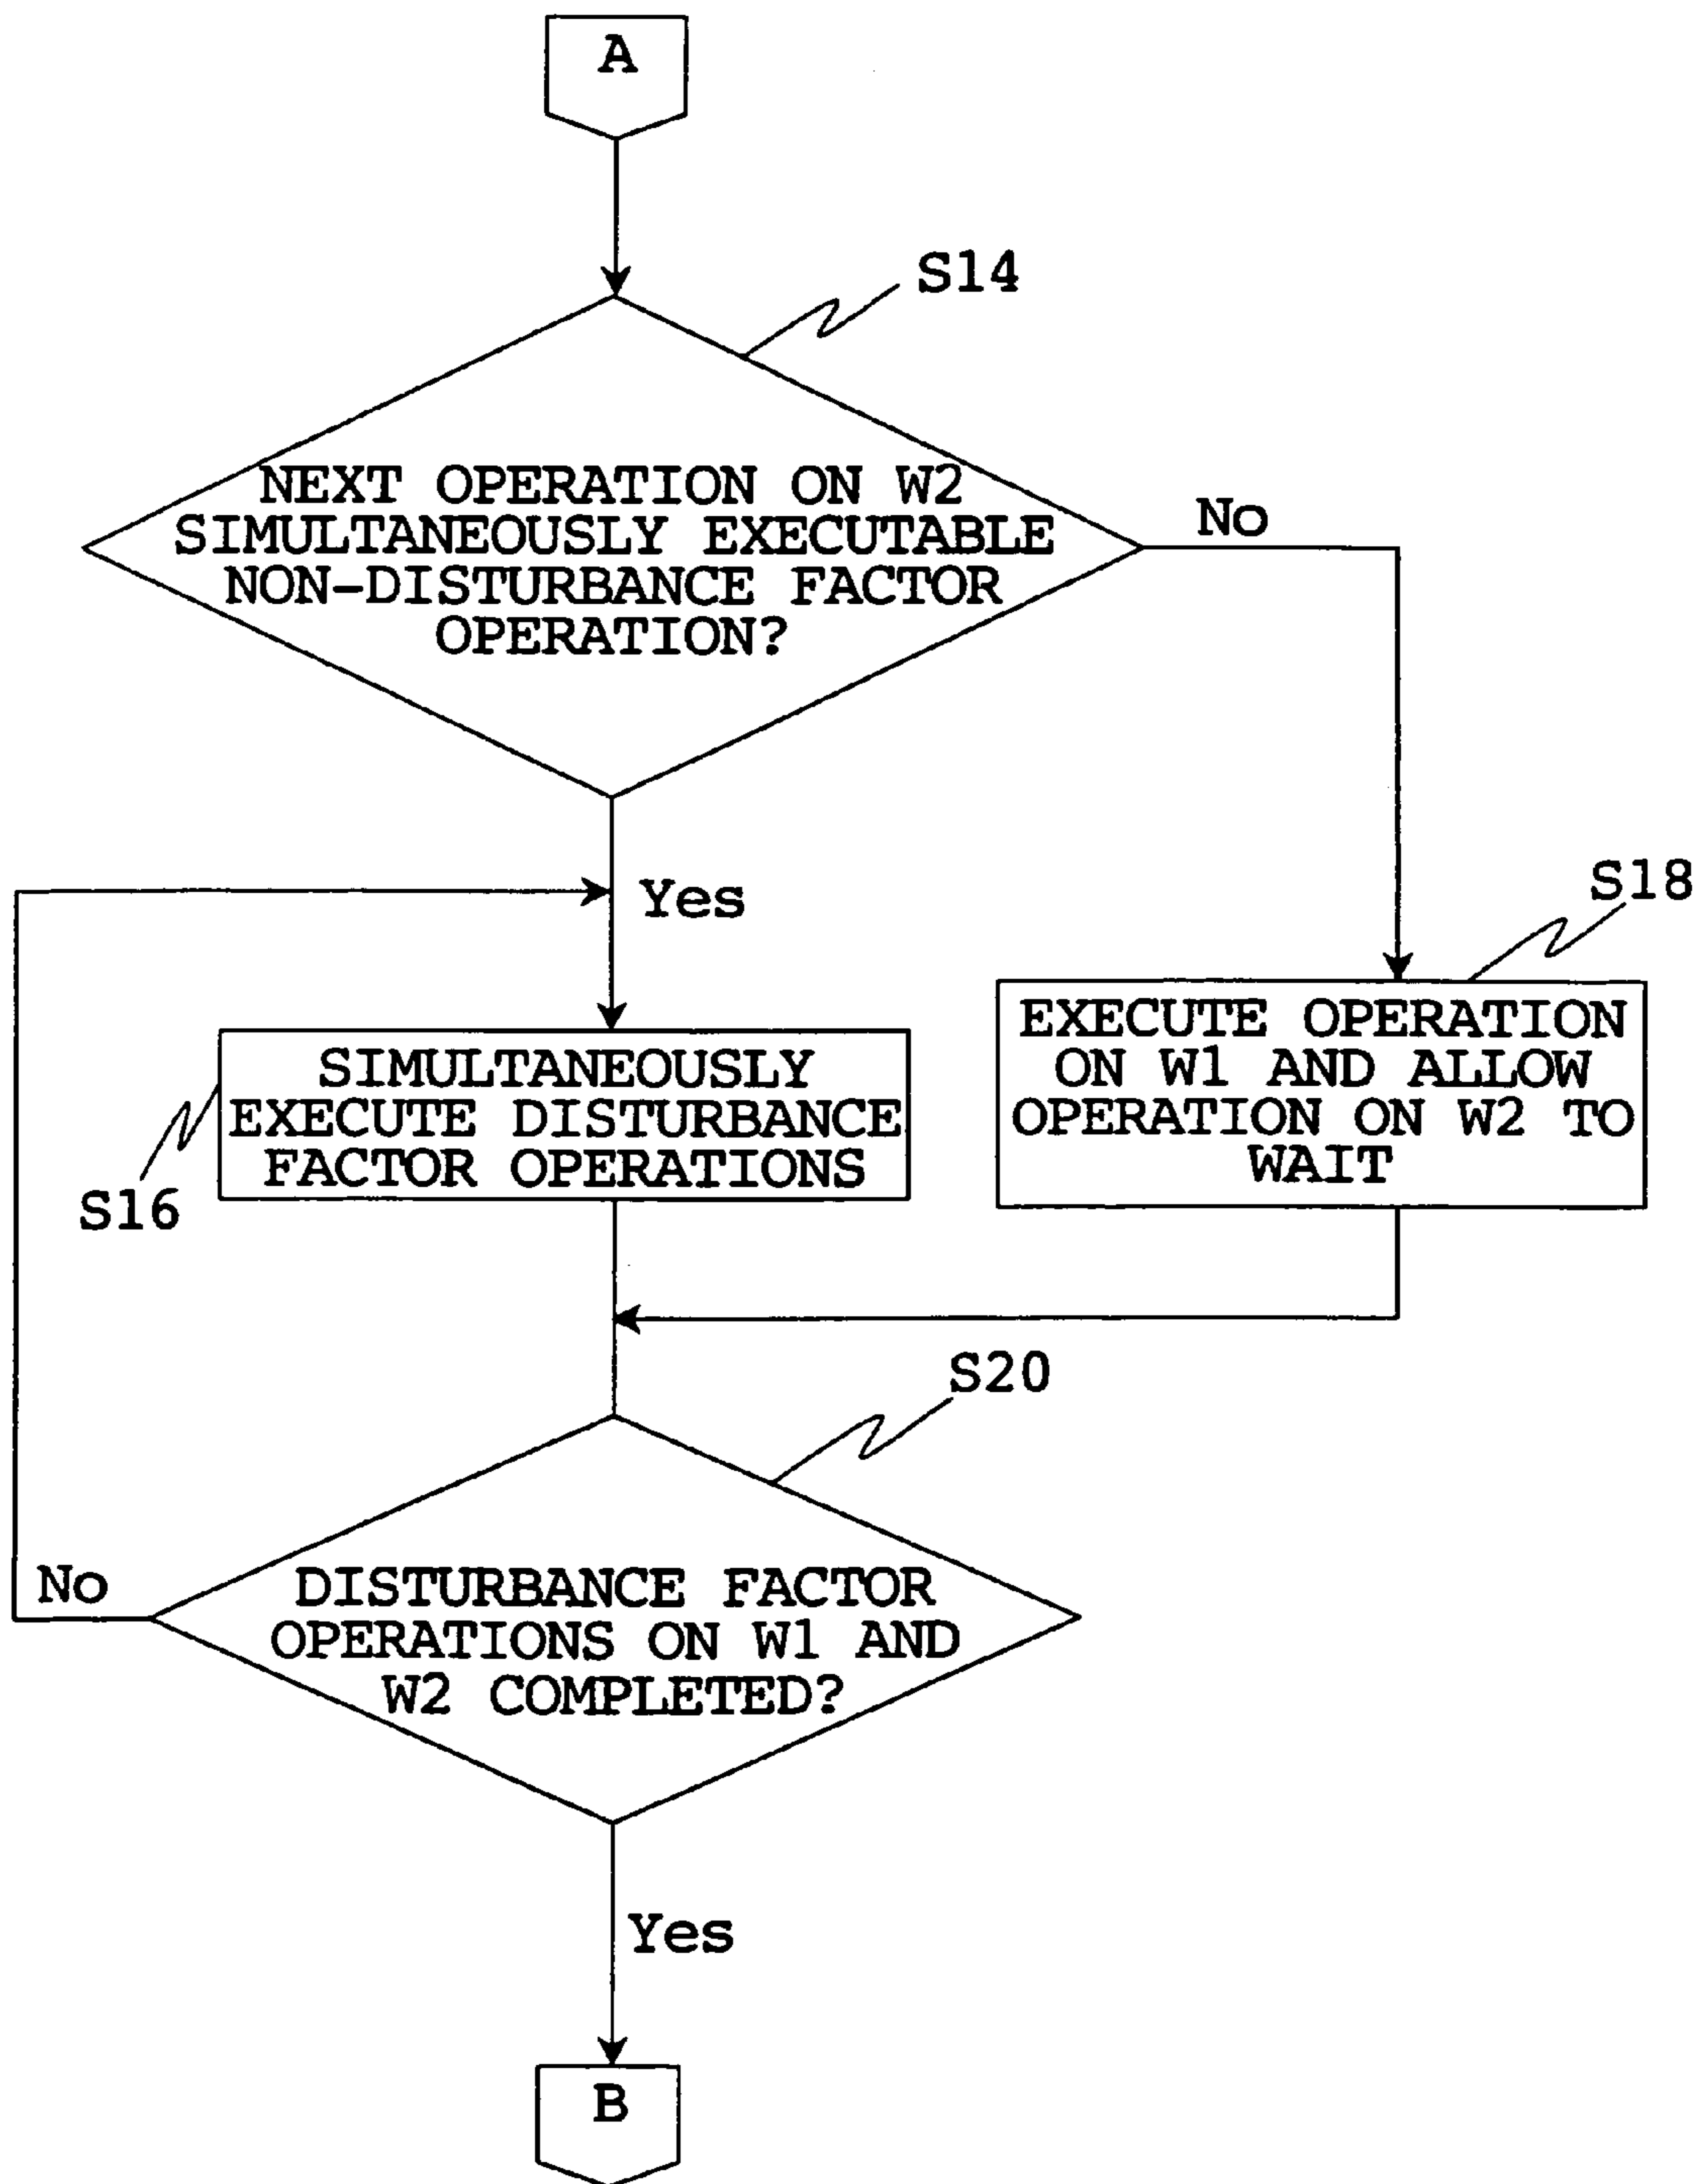 A
S14
NEXT OPERATION ON W2
SIMULTANEOUSLY EXECUTABLE
NON-DISTURBANCE FACTOR
OPERATION?
No
Yes
S18
EXECUTE OPERATION
ON W1 AND ALLOW
OPERATION ON W2 TO
WAIT
SIMULTANEOUSLY
EXECUTE DISTURBANCE
FACTOR OPERATIONS
S16
S20
No
DISTURBANCE FACTOR
OPERATIONS ON W1 AND
W2 COMPLETED?
Yes
B